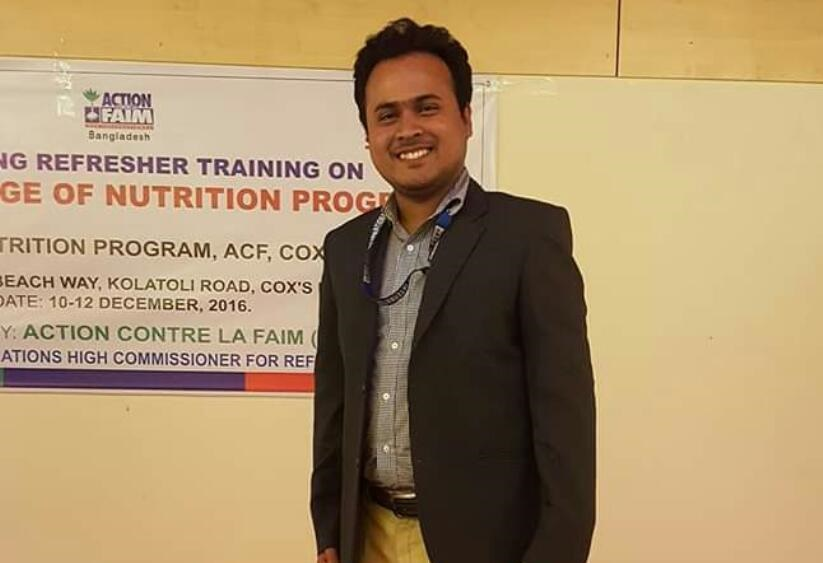 ACTION
FAIM
Bangladesh
NG REFRESHER TRAINING ON
GE OF NUTRITION PROG
TRITION PROGRAM, ACF, COX
BEACH WAY, KOLATOLI ROAD, COX'S
DATE: 10-12 DECEMBER, 2016.
Y: ACTION CONTRE LA FAIM (
ATIONS HIGH COMMISSIONER FOR REF